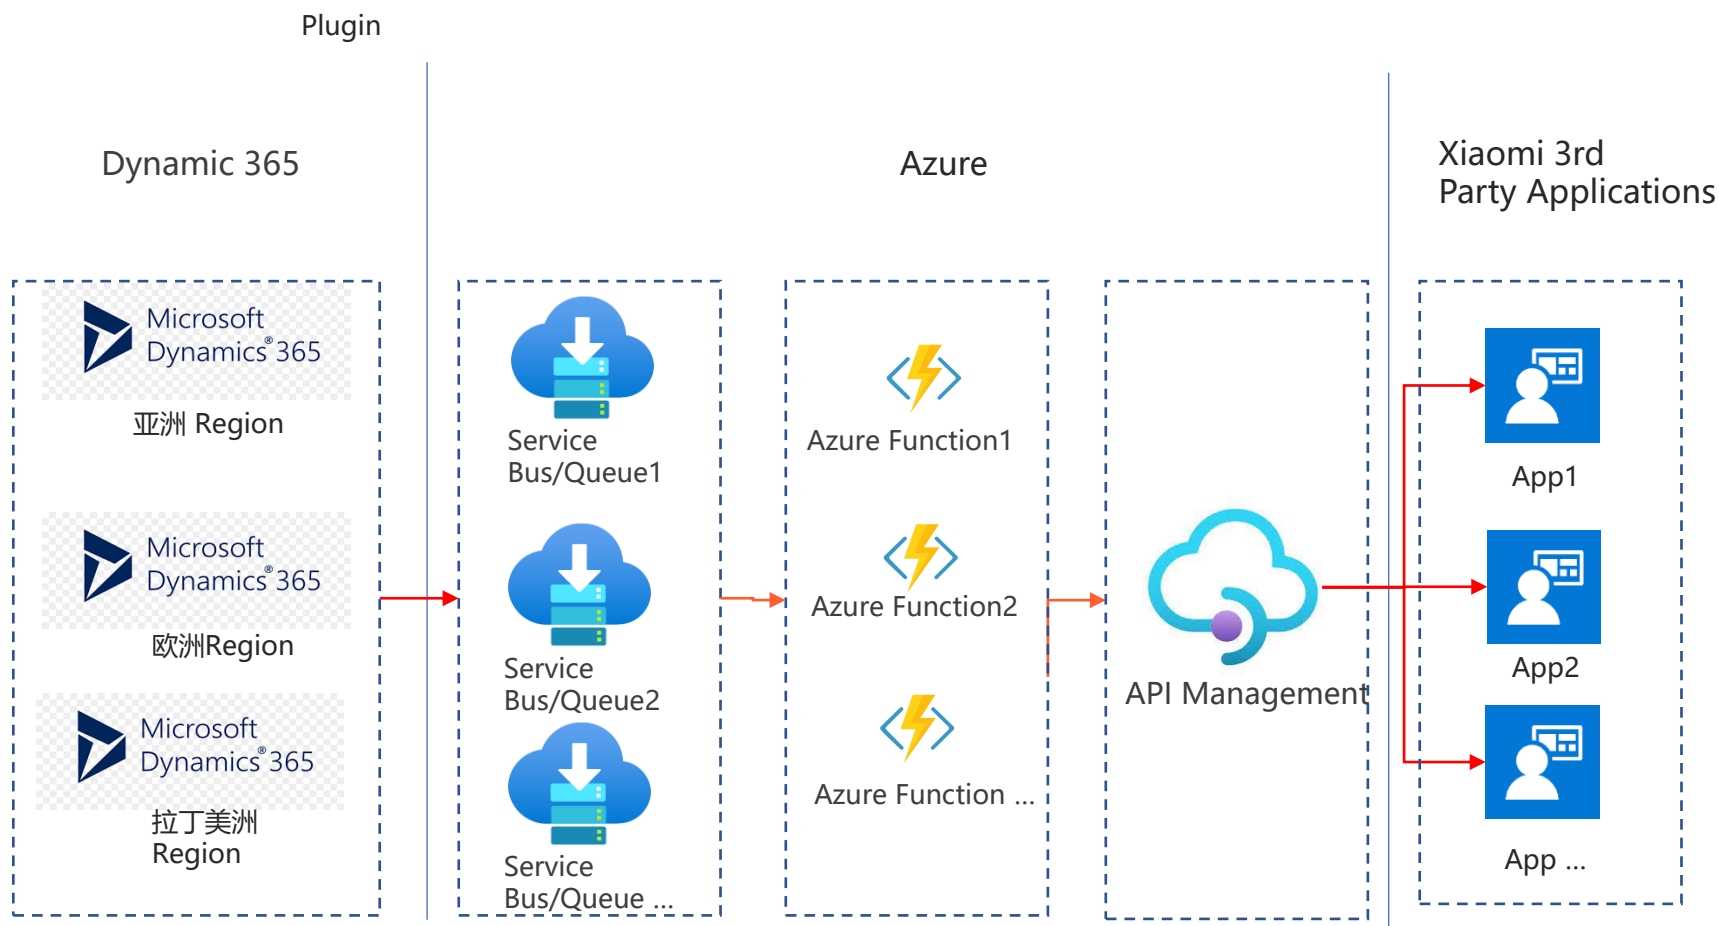 Plugin
Dynamic 365
Azure
Xiaomi 3rd
Party Applications
Microsoft
Dynamics® 365
亚洲 Region
Microsoft
Dynamics® 365
欧洲Region
Microsoft
Dynamics® 365
拉丁美洲
Region
Service
Bus/Queue1
Service
Bus/Queue2
Service
Bus/Queue ...
Azure Function1
Azure Function2
Azure Function ...
API Management
App1
App2
App ...